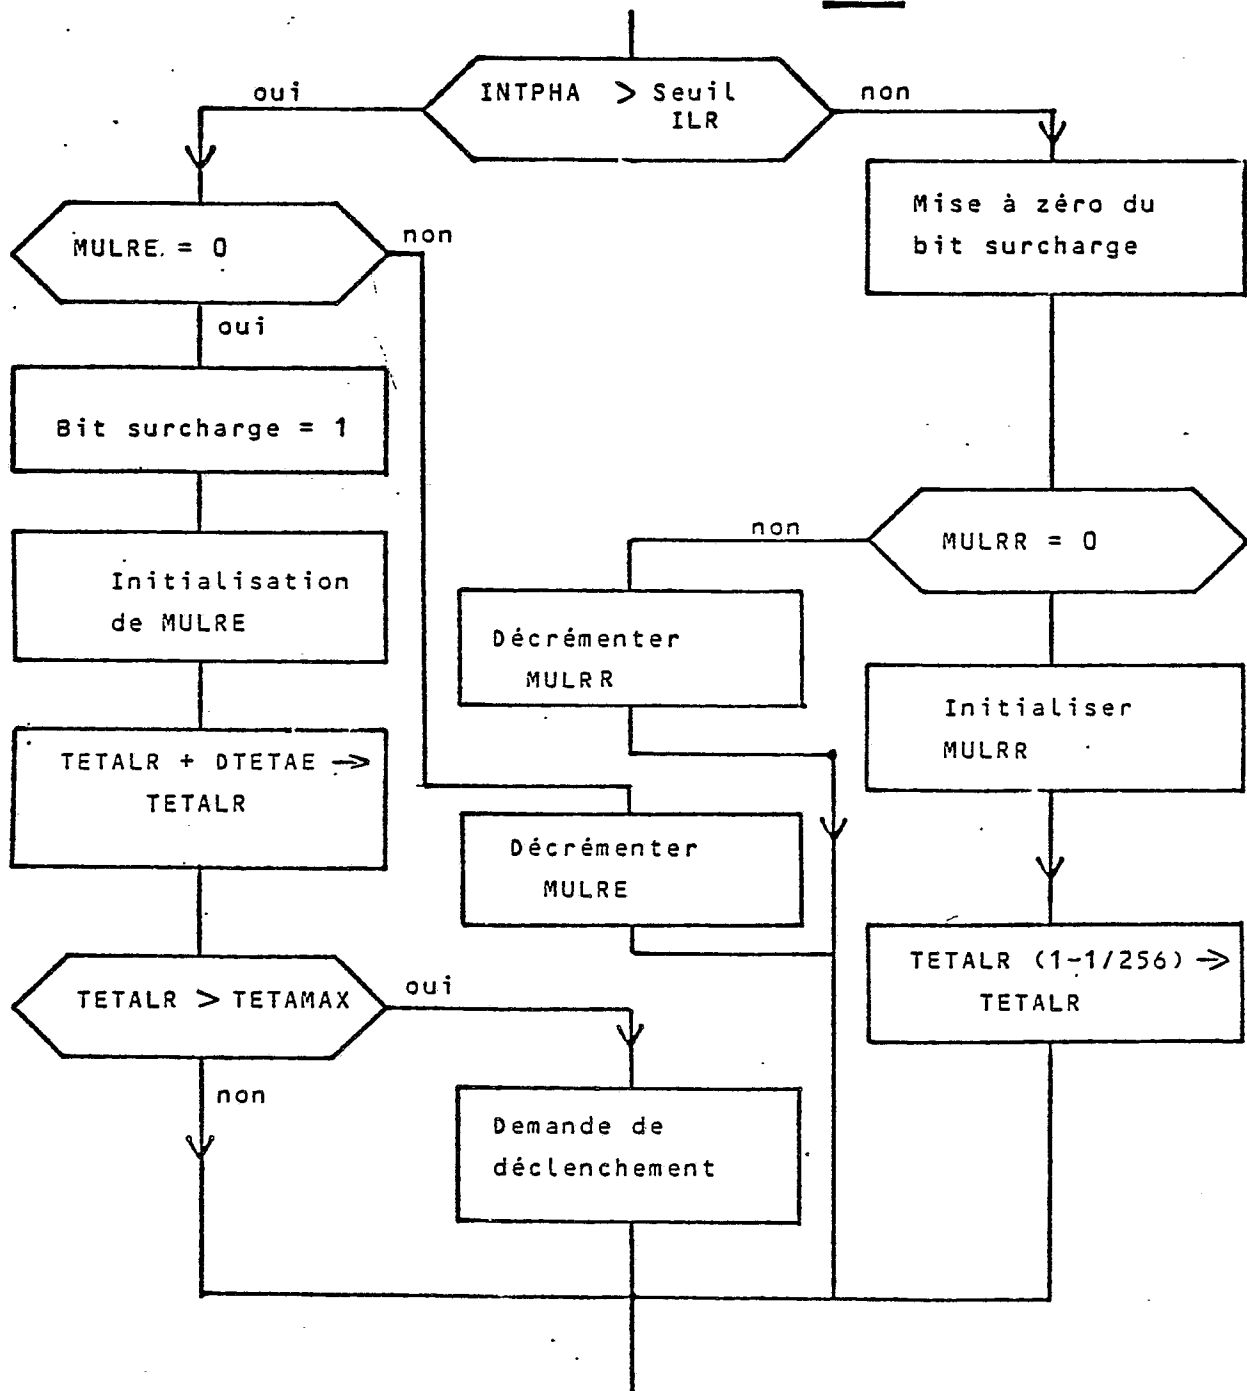 oui
INTPHA > Seuil
ILR
non
Mise à zéro du
bit surcharge
MULRE = 0
non
oui
Bit surcharge = 1
Initialisation
de MULRE
TETALR + DTETAE →
TETALR
TETALR > TETAMAX
oui
non
non
MULRR = 0
Décrémenter
MULRR
Initialiser
MULRR
Décrémenter
MULRE
TETALR (1-1/256) →
TETALR
Demande de
déclenchement